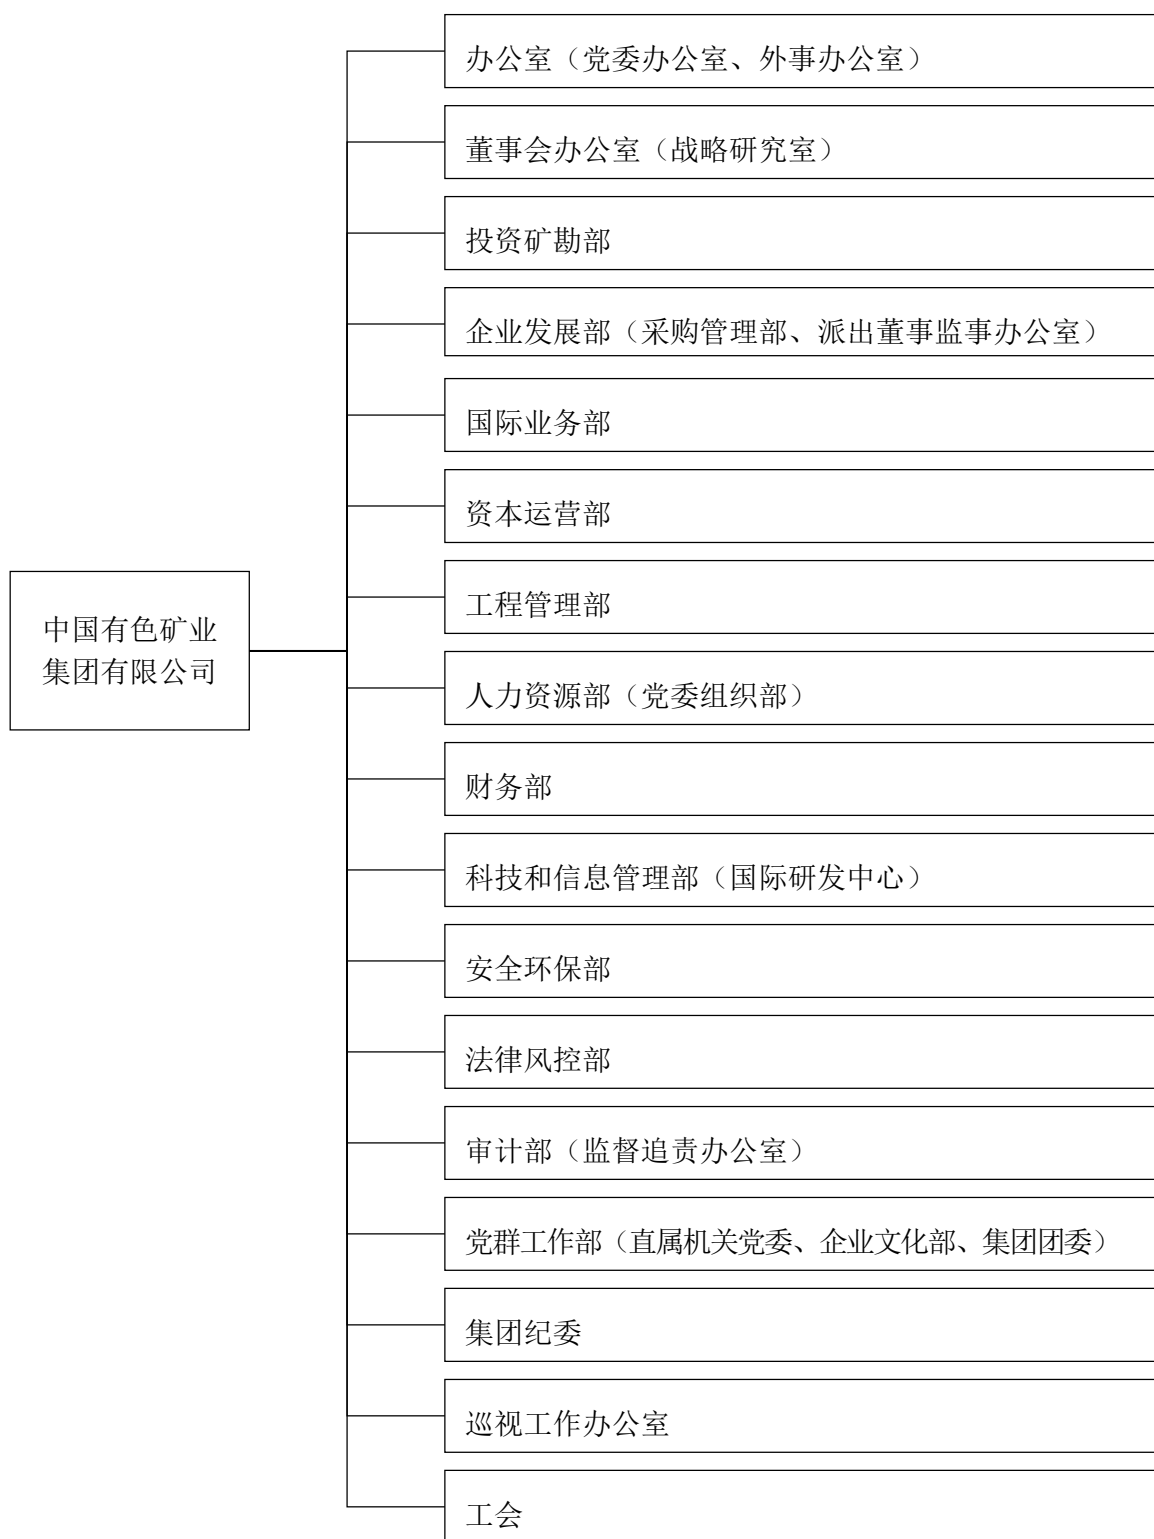 办公室（党委办公室、外事办公室）
董事会办公室（战略研究室）
投资矿勘部
企业发展部（采购管理部、派出董事监事办公室）
国际业务部
资本运营部
工程管理部
中国有色矿业
集团有限公司
人力资源部（党委组织部）
财务部
科技和信息管理部（国际研发中心）
安全环保部
法律风控部
审计部（监督追责办公室）
党群工作部（直属机关党委、企业文化部、集团团委）
集团纪委
巡视工作办公室
工会